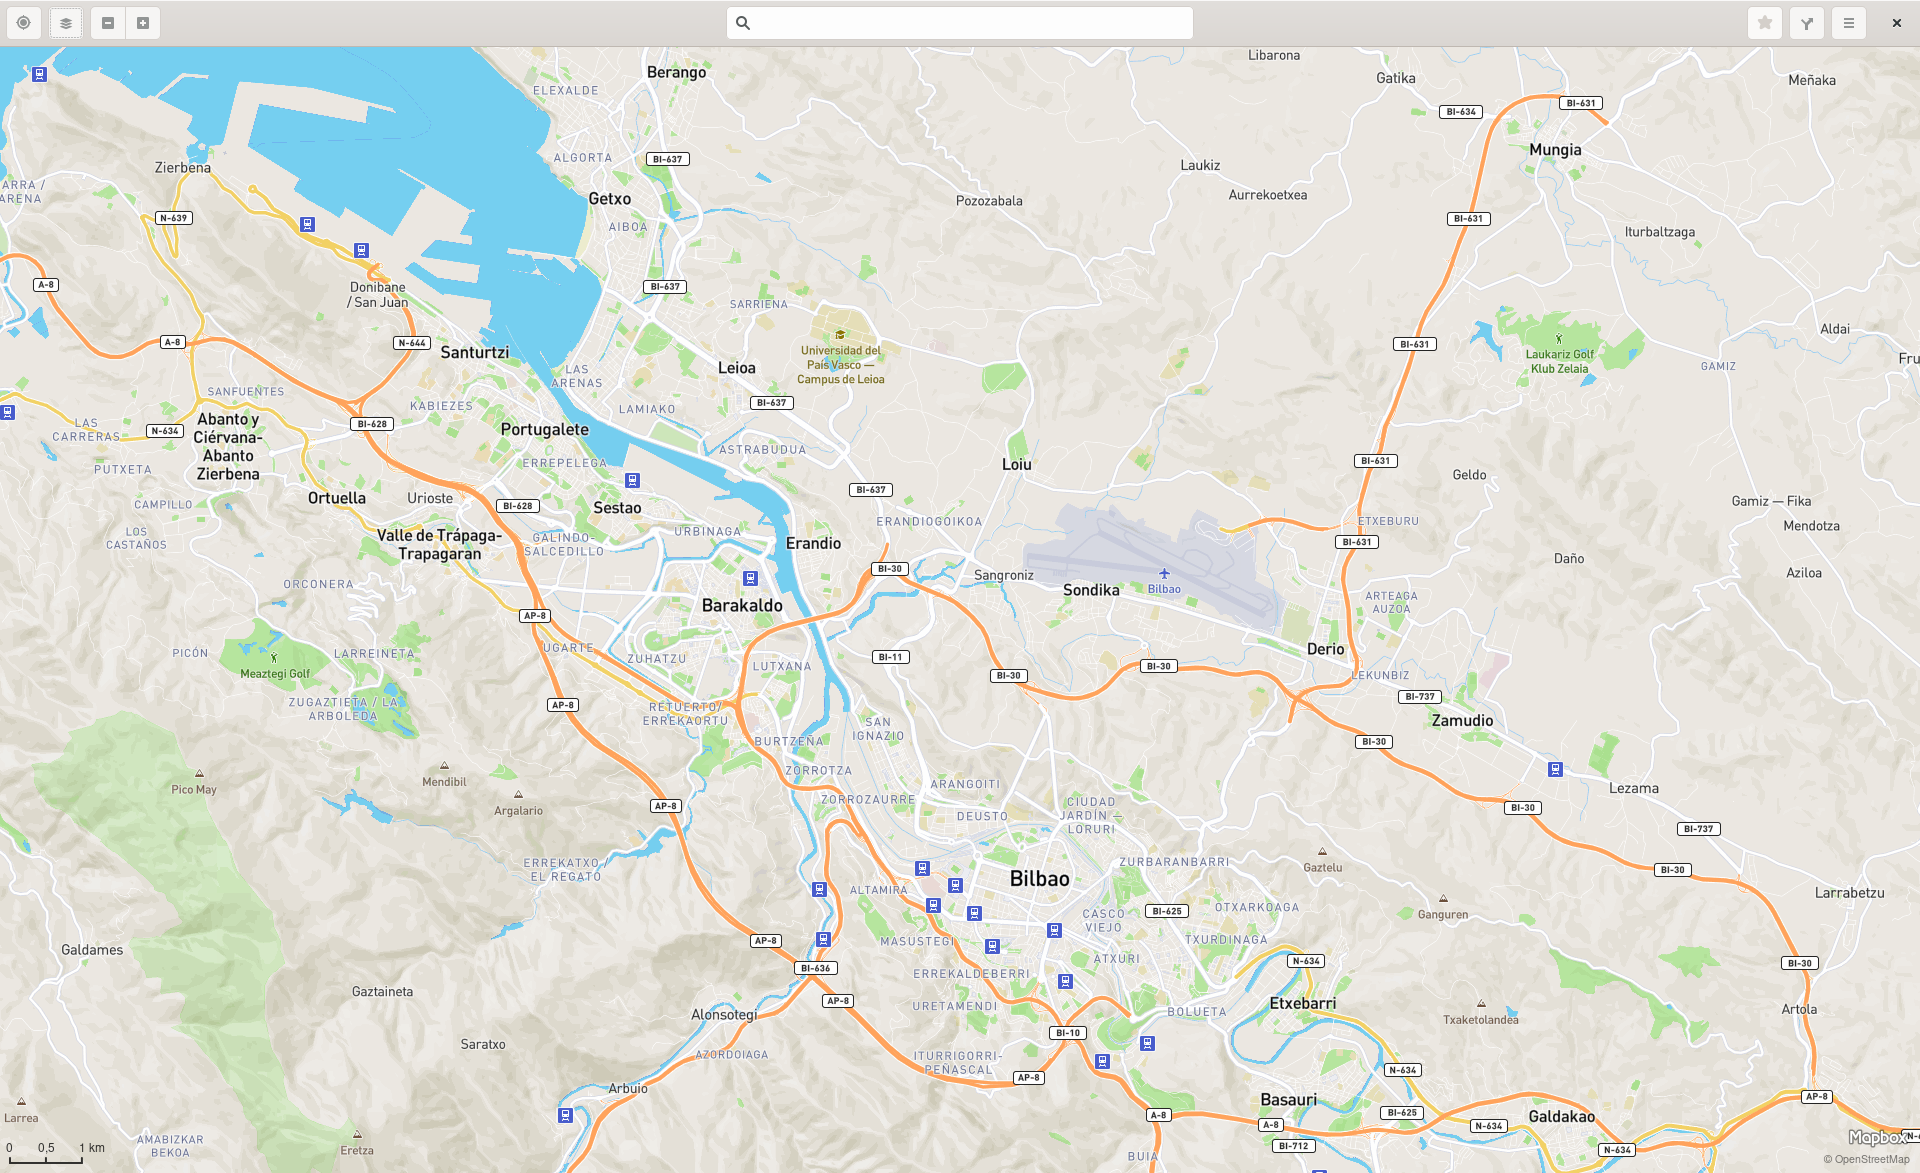 Libarona
Berango
Gatika
Meñaka
ELEXALDE
BI-631
BI-634
Mungia
ALGORTA
BI-637
Laukiz
Zierbena
ARRA /
ARENA
Getxo
Aurrekoetxea
Pozozabala
N-639
BI-631
AIBOA
Iturbaltzaga
A-8
BI-637
Donibane
/ San Juan
SARRIENA
Aldai
A-8
N-644
BI-631
Santurtzi
Universidad del
País Vasco —
Campus de Leioa
Laukariz Golf
Klub Zelaia
Fru
GAMIZ
Leioa
LAS
ARENAS
SANFUENTES
KABIEZES
LAMIAKO
BI-637
Abanto y
Ciérvana-
Abanto
Zierbena
LAS
CARRERAS
N-634
BI-628
Portugalete
ASTRABUDUA
BI-631
ERREPELEGA
Loiu
PUTXETA
Geldo
BI-637
Ortuella
Urioste
CAMPILLO
BI-628
Sestao
Gamiz — Fika
Mendotza
ERANDIOGOIKOA
ETXEBURU
LOS
CASTAÑOS
Valle de Trápaga-
Trapagaran
GALINDO-
SALCEDILLO
URBINAGA
Erandio
BI-631
Daño
BI-30
Sangroniz
Aziloa
ORCONERA
Sondika
Bilbao
Barakaldo
ARTEAGA
AUZOA
AP-8
PICÓN
LARREINETA
UGARTE
ZUHATZU
LUTXANA
BI-11
Derio
BI-30
Meaztegi Golf
BI-30
LEKUNBIZ
BI-737
ZUGAZTIETA / LA
ARBOLEDA
AP-8
RETUERTO/
ERREKAORTU
SAN
IGNAZIO
Zamudio
BURTZEÑA
BI-30
ZORROTZA
Pico May
Mendibil
ARANGOITI
Lezama
Argalario
AP-8
ZORROZAURRE
DEUSTO
CIUDAD
JARDÍN —
LORURI
BI-30
BI-737
ERREKATXO /
EL REGATO
ZURBARANBARRI
Gaztelu
BI-30
Bilbao
ALTAMIRA
Larrabetzu
OTXARKOAGA
BI-625
CASCO
VIEJO
Ganguren
AP-8
MASUSTEGI
TXURDINAGA
Galdames
ATXURI
N-634
BI-30
BI-636
ERREKALDEBERRI
Gaztaineta
AP-8
URETAMENDI
Etxebarri
BOLUETA
Artola
Alonsotegi
Txaketolandea
BI-10
Saratxo
AZORDOIAGA
ITURRIGORRI-
PEÑASCAL
N-634
AP-8
Arbuio
AP-8
Basauri
Larrea
A-8
BI-625
Galdakao
A-8
N-634
BI-712
N-634
AMABIZKAR
BEKOA
Eretza
BUIA
0 0,5 1 km
Mapbox
© OpenStreetMap